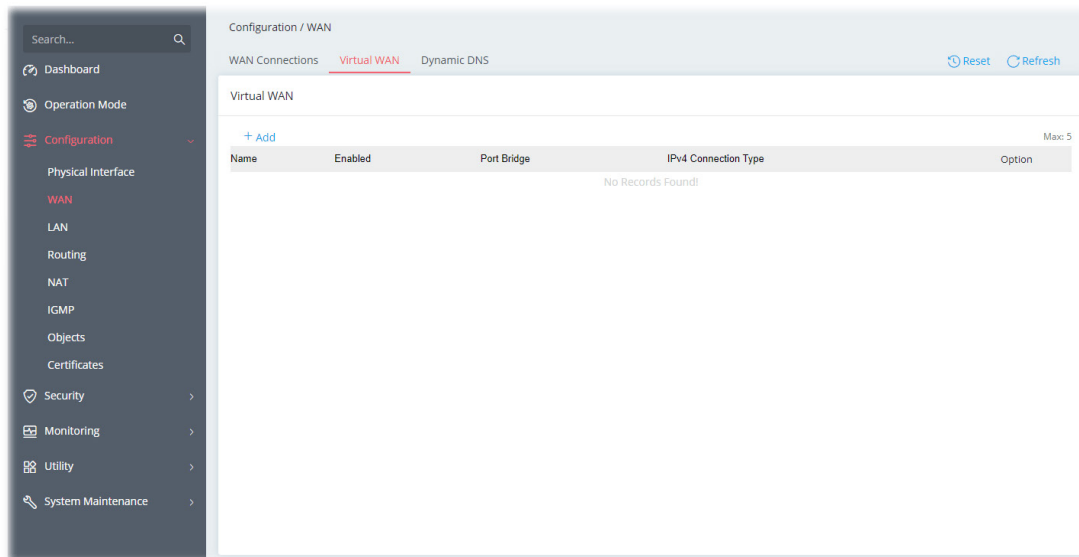 Search...
Dashboard
Operation Mode
Configuration
Physical Interface
WAN
LAN
Routing
NAT
IGMP
Objects
Certificates
Security
Monitoring
Utility
System Maintenance
Configuration / WAN
WAN Connections Virtual WAN Dynamic DNS Reset Refresh
Virtual WAN
+ Add Max: 5
Name Enabled Port Bridge IPv4 Connection Type Option
No Records Found!